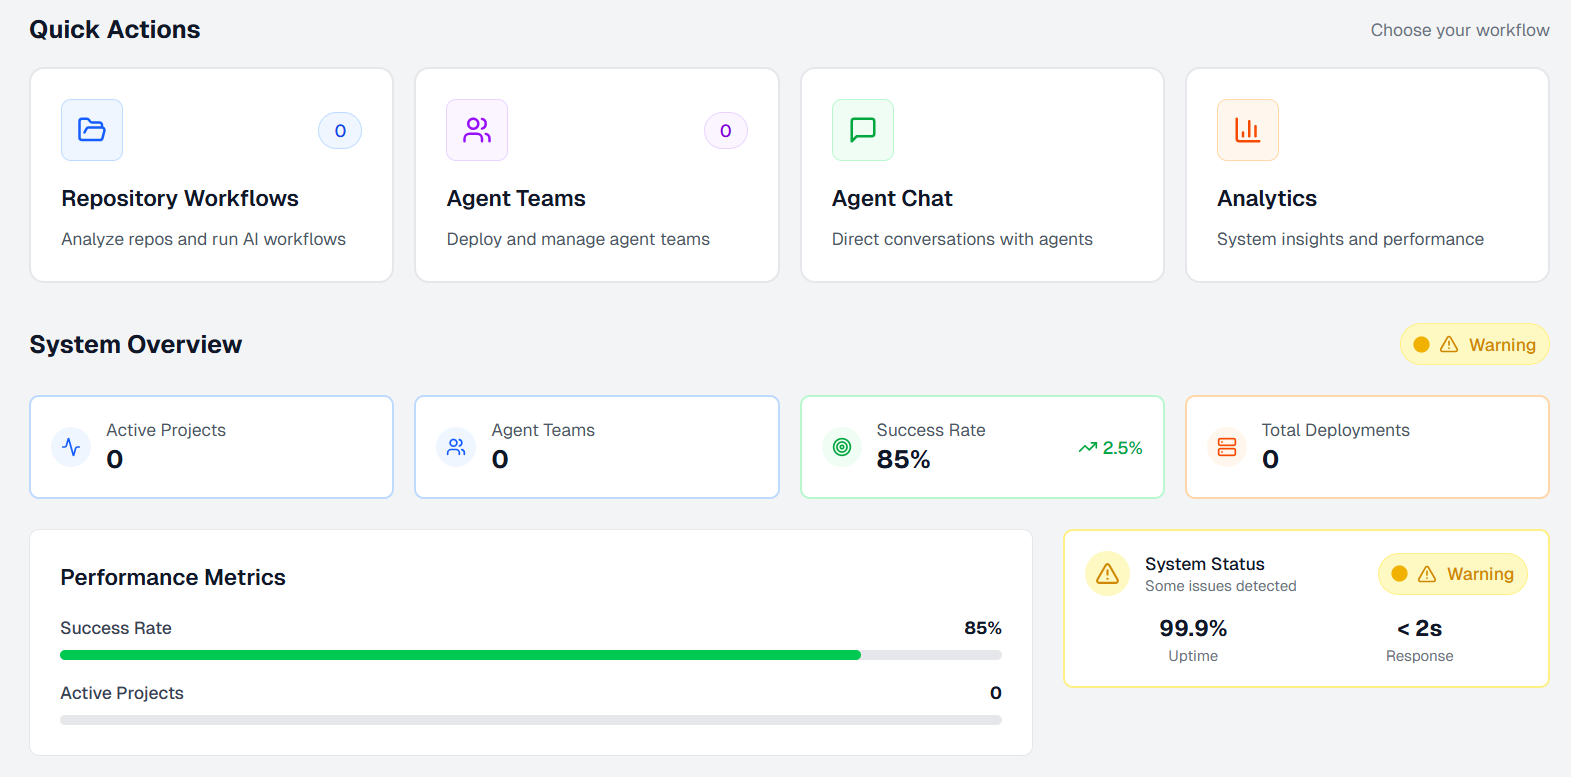 Quick Actions
Choose your workflow
0
Repository Workflows
Analyze repos and run AI workflows
0
Agent Teams
Deploy and manage agent teams
Agent Chat
Direct conversations with agents
Analytics
System insights and performance
System Overview
Warning
Active Projects
0
Agent Teams
0
Success Rate
85%
2.5%
Total Deployments
0
Performance Metrics
Success Rate
85%
Active Projects
0
System Status
Some issues detected
Warning
99.9%
Uptime
< 2s
Response